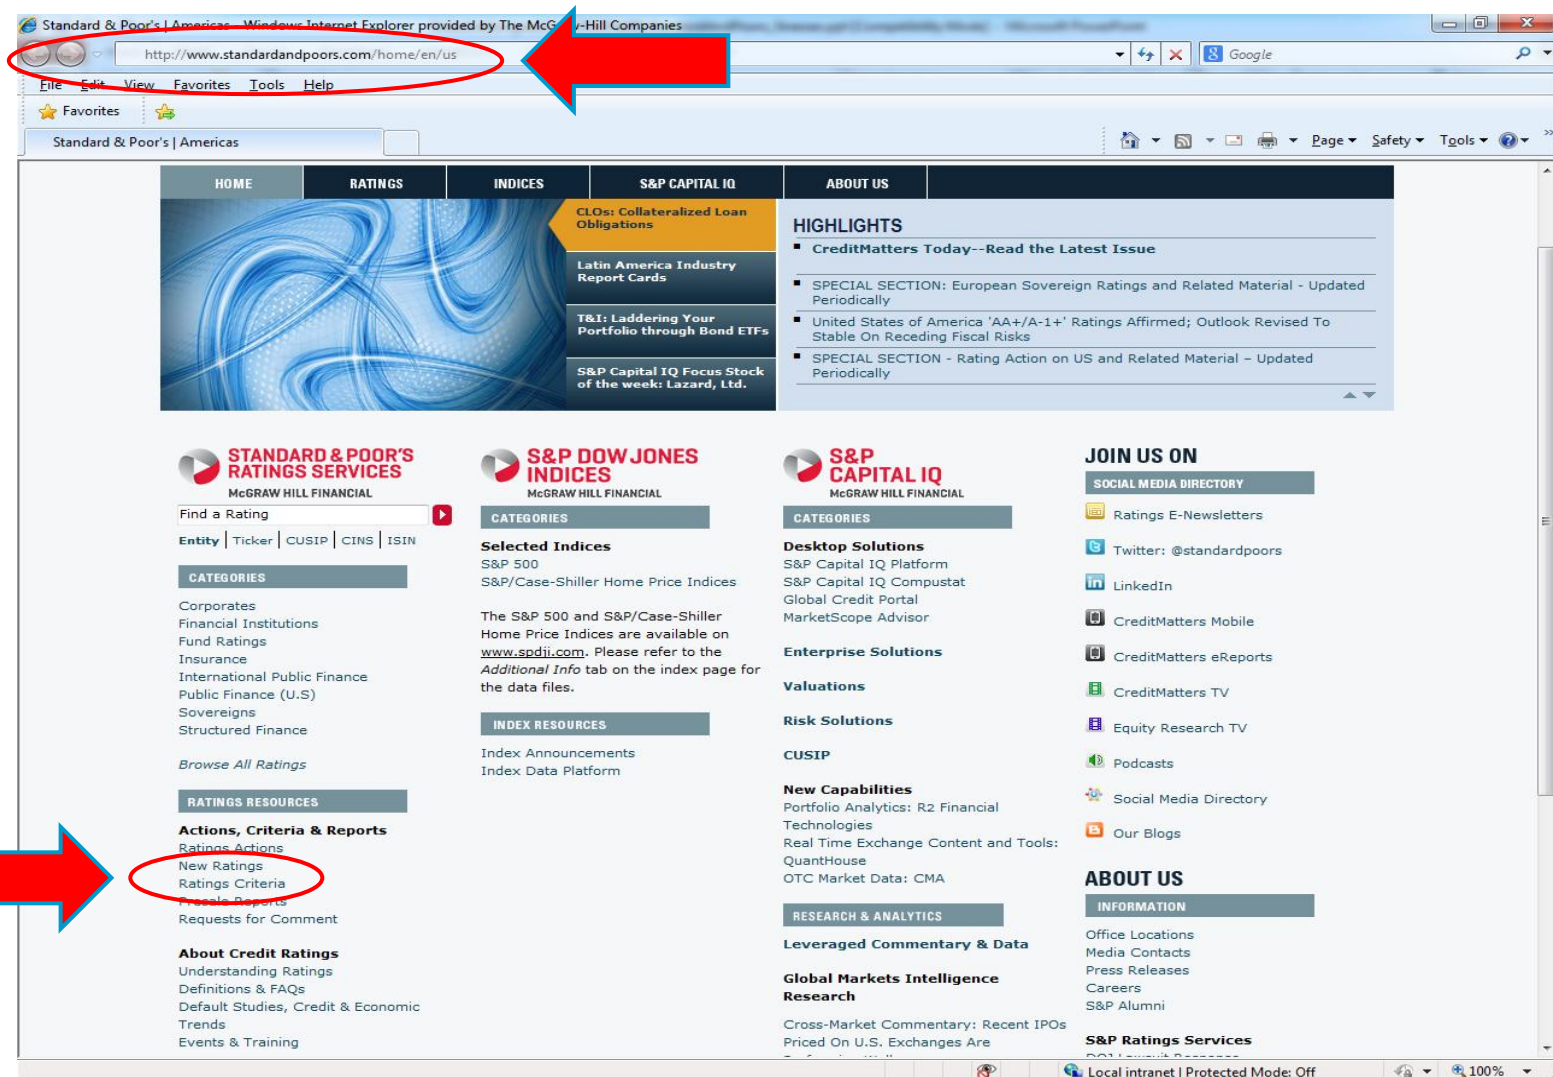 Standard & Poor's | Americas - Windows Internet Explorer provided by The McGraw-Hill Companies
http://www.standardandpoors.com/home/en/us
Google
File Edit View Favorites Tools Help
Favorites
Standard & Poor's | Americas
Page Safety Tools
HOME RATINGS INDICES S&P CAPITAL IQ ABOUT US
CLOs: Collateralized Loan
Obligations
Latin America Industry
Report Cards
T&I: Laddering Your
Portfolio through Bond ETFs
S&P Capital IQ Focus Stock
of the week: Lazard, Ltd.
HIGHLIGHTS
CreditMatters Today--Read the Latest Issue
SPECIAL SECTION: European Sovereign Ratings and Related Material - Updated
Periodically
United States of America 'AA+/A-1+' Ratings Affirmed; Outlook Revised To
Stable On Receding Fiscal Risks
SPECIAL SECTION - Rating Action on US and Related Material – Updated
Periodically
STANDARD & POOR'S
RATINGS SERVICES
McGRAW HILL FINANCIAL
Find a Rating
Entity | Ticker | CUSIP | CINS | ISIN
CATEGORIES
Corporates
Financial Institutions
Fund Ratings
Insurance
International Public Finance
Public Finance (U.S)
Sovereigns
Structured Finance
Browse All Ratings
RATINGS RESOURCES
Actions, Criteria & Reports
Ratings Actions
New Ratings
Ratings Criteria
Presale Reports
Requests for Comment
About Credit Ratings
Understanding Ratings
Definitions & FAQs
Default Studies, Credit & Economic
Trends
Events & Training
S&P DOW JONES
INDICES
McGRAW HILL FINANCIAL
CATEGORIES
Selected Indices
S&P 500
S&P/Case-Shiller Home Price Indices
The S&P 500 and S&P/Case-Shiller
Home Price Indices are available on
www.spdji.com. Please refer to the
Additional Info tab on the index page for
the data files.
INDEX RESOURCES
Index Announcements
Index Data Platform
S&P
CAPITAL IQ
McGRAW HILL FINANCIAL
CATEGORIES
Desktop Solutions
S&P Capital IQ Platform
S&P Capital IQ Compustat
Global Credit Portal
MarketScope Advisor
Enterprise Solutions
Valuations
Risk Solutions
CUSIP
New Capabilities
Portfolio Analytics: R2 Financial
Technologies
Real Time Exchange Content and Tools:
QuantHouse
OTC Market Data: CMA
RESEARCH & ANALYTICS
Leveraged Commentary & Data
Global Markets Intelligence
Research
Cross-Market Commentary: Recent IPOs
Priced On U.S. Exchanges Are
JOIN US ON
SOCIAL MEDIA DIRECTORY
Ratings E-Newsletters
Twitter: @standardpoors
LinkedIn
CreditMatters Mobile
CreditMatters eReports
CreditMatters TV
Equity Research TV
Podcasts
Social Media Directory
Our Blogs
ABOUT US
INFORMATION
Office Locations
Media Contacts
Press Releases
Careers
S&P Alumni
S&P Ratings Services
Local intranet | Protected Mode: Off
100%